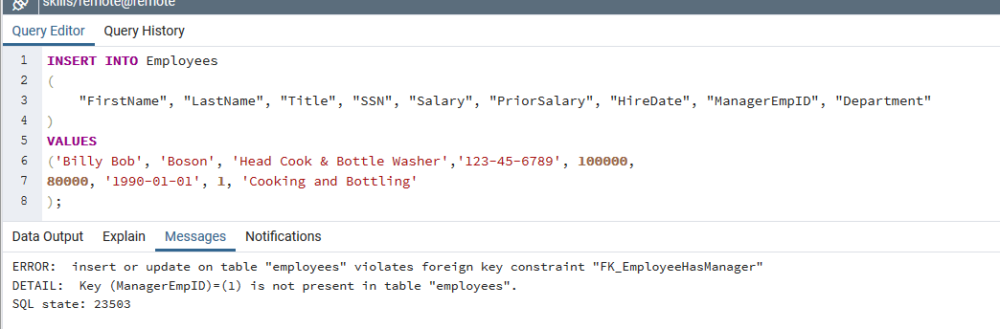 skills/remote@remote
Query Editor Query History
1 INSERT INTO Employees
2 (
3 "FirstName", "LastName", "Title", "SSN", "Salary", "PriorSalary", "HireDate", "ManagerEmpID", "Department"
4 )
5 VALUES
6 ('Billy Bob', 'Boson', 'Head Cook & Bottle Washer','123-45-6789', 100000,
7 80000, '1990-01-01', 1, 'Cooking and Bottling'
8 );
Data Output Explain Messages Notifications
ERROR:  insert or update on table "employees" violates foreign key constraint "FK_EmployeeHasManager"
DETAIL:  Key (ManagerEmpID)=(1) is not present in table "employees".
SQL state: 23503